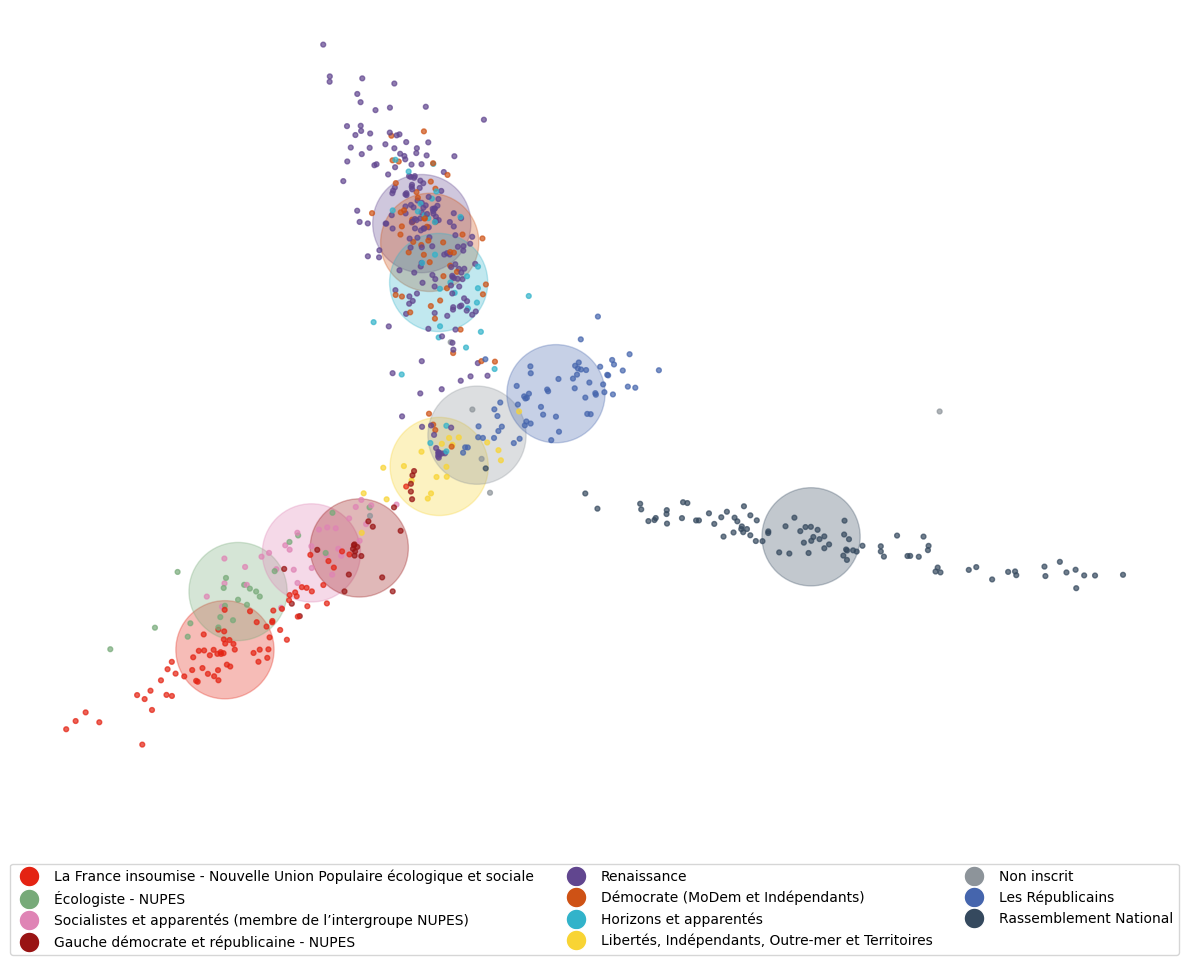 La France insoumise - Nouvelle Union Populaire écologique et sociale
Écologiste - NUPES
Socialistes et apparentés (membre de l’intergroupe NUPES)
Gauche démocrate et républicaine - NUPES
Renaissance
Démocrate (MoDem et Indépendants)
Horizons et apparentés
Libertés, Indépendants, Outre-mer et Territoires
Non inscrit
Les Républicains
Rassemblement National